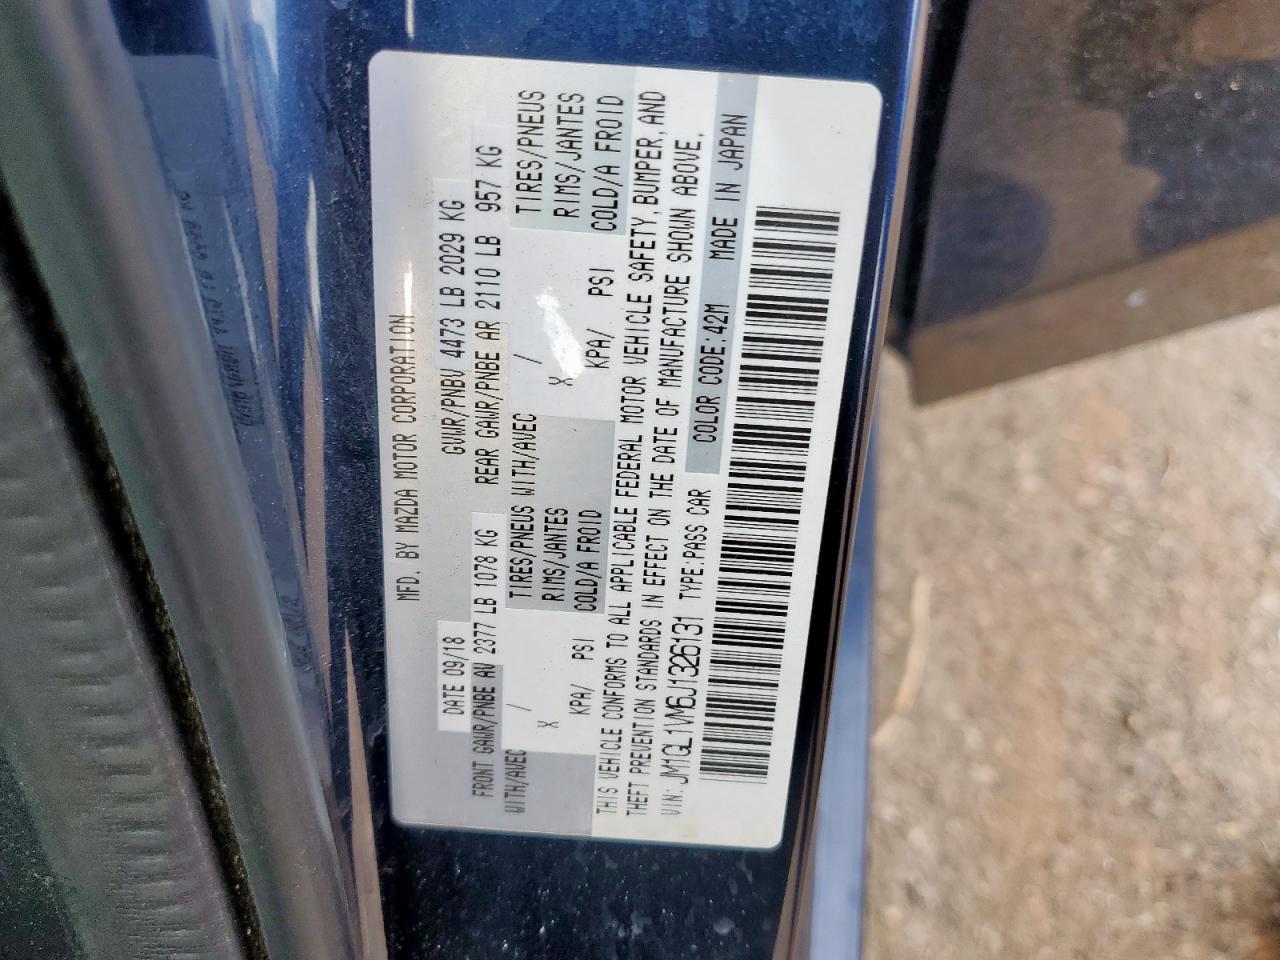 MFD. BY MAZDA MOTOR CORPORATION
DATE 09/18 GVWR/PNBV 4473 LB 2029 KG
FRONT GAWR/PNBE AV 2377 LB 1078 KG REAR GAWR/PNBE AR 2110 LB 957 KG
WITH/AVEC / TIRES/PNEUS WITH/AVEC / TIRES/PNEUS
X RIMS/JANTES X RIMS/JANTES
KPA/ PSI COLD/A FROID KPA/ PSI COLD/A FROID
THIS VEHICLE CONFORMS TO ALL APPLICABLE FEDERAL MOTOR VEHICLE SAFETY, BUMPER, AND
THEFT PREVENTION STANDARDS IN EFFECT ON THE DATE OF MANUFACTURE SHOWN ABOVE.
VIN: JM1GL1VM6J1326131 TYPE:PASS CAR COLOR CODE:42M MADE IN JAPAN